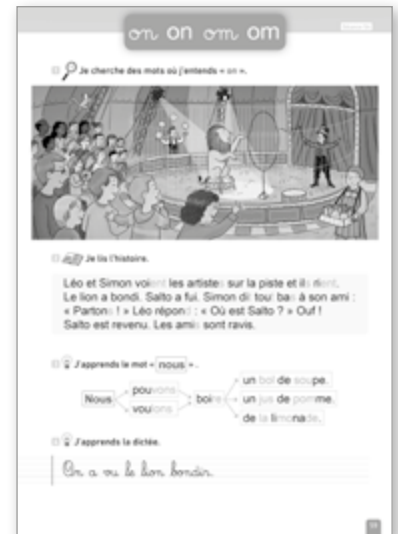 on on om om
Je cherche des mots où j'entends « on ».
Je lis l'histoire.
Léo et Simon voient les artistes sur la piste et ils rient.
Le lion a bondi. Salto a fui. Simon dit tout bas à son ami :
« Partons ! » Léo répond : « Où est Salto ? » Ouf !
Salto est revenu. Les amis sont ravis.
J'apprends le mot « nous ».
Nous
pouvons
voulons
boire
un bol de soupe.
un jus de pomme.
de la limonade.
J'apprends la dictée.
On a vu le lion bondir.